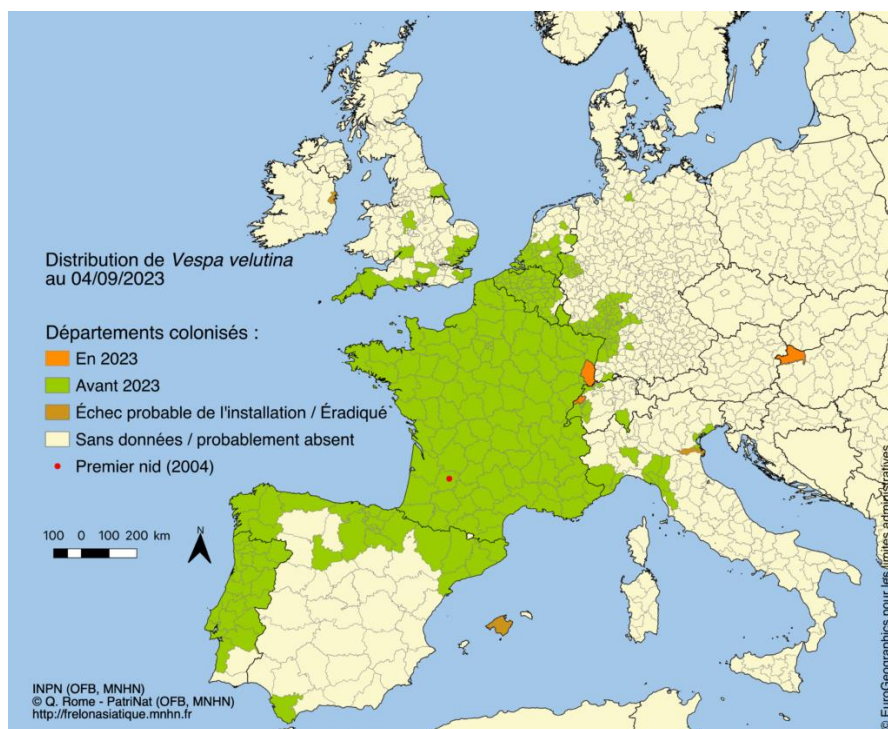 Distribution de Vespa velutina
au 04/09/2023
Départements colonisés :
En 2023
Avant 2023
Échec probable de l'installation / Éradiqué
Sans données / probablement absent
Premier nid (2004)
100 0 100 200 km
N
INPN (OFB, MNHN)
© Q. Rome - PatriNat (OFB, MNHN)
http://frelonasiatique.mnhn.fr
© EuroGeographics pour les limites administratives